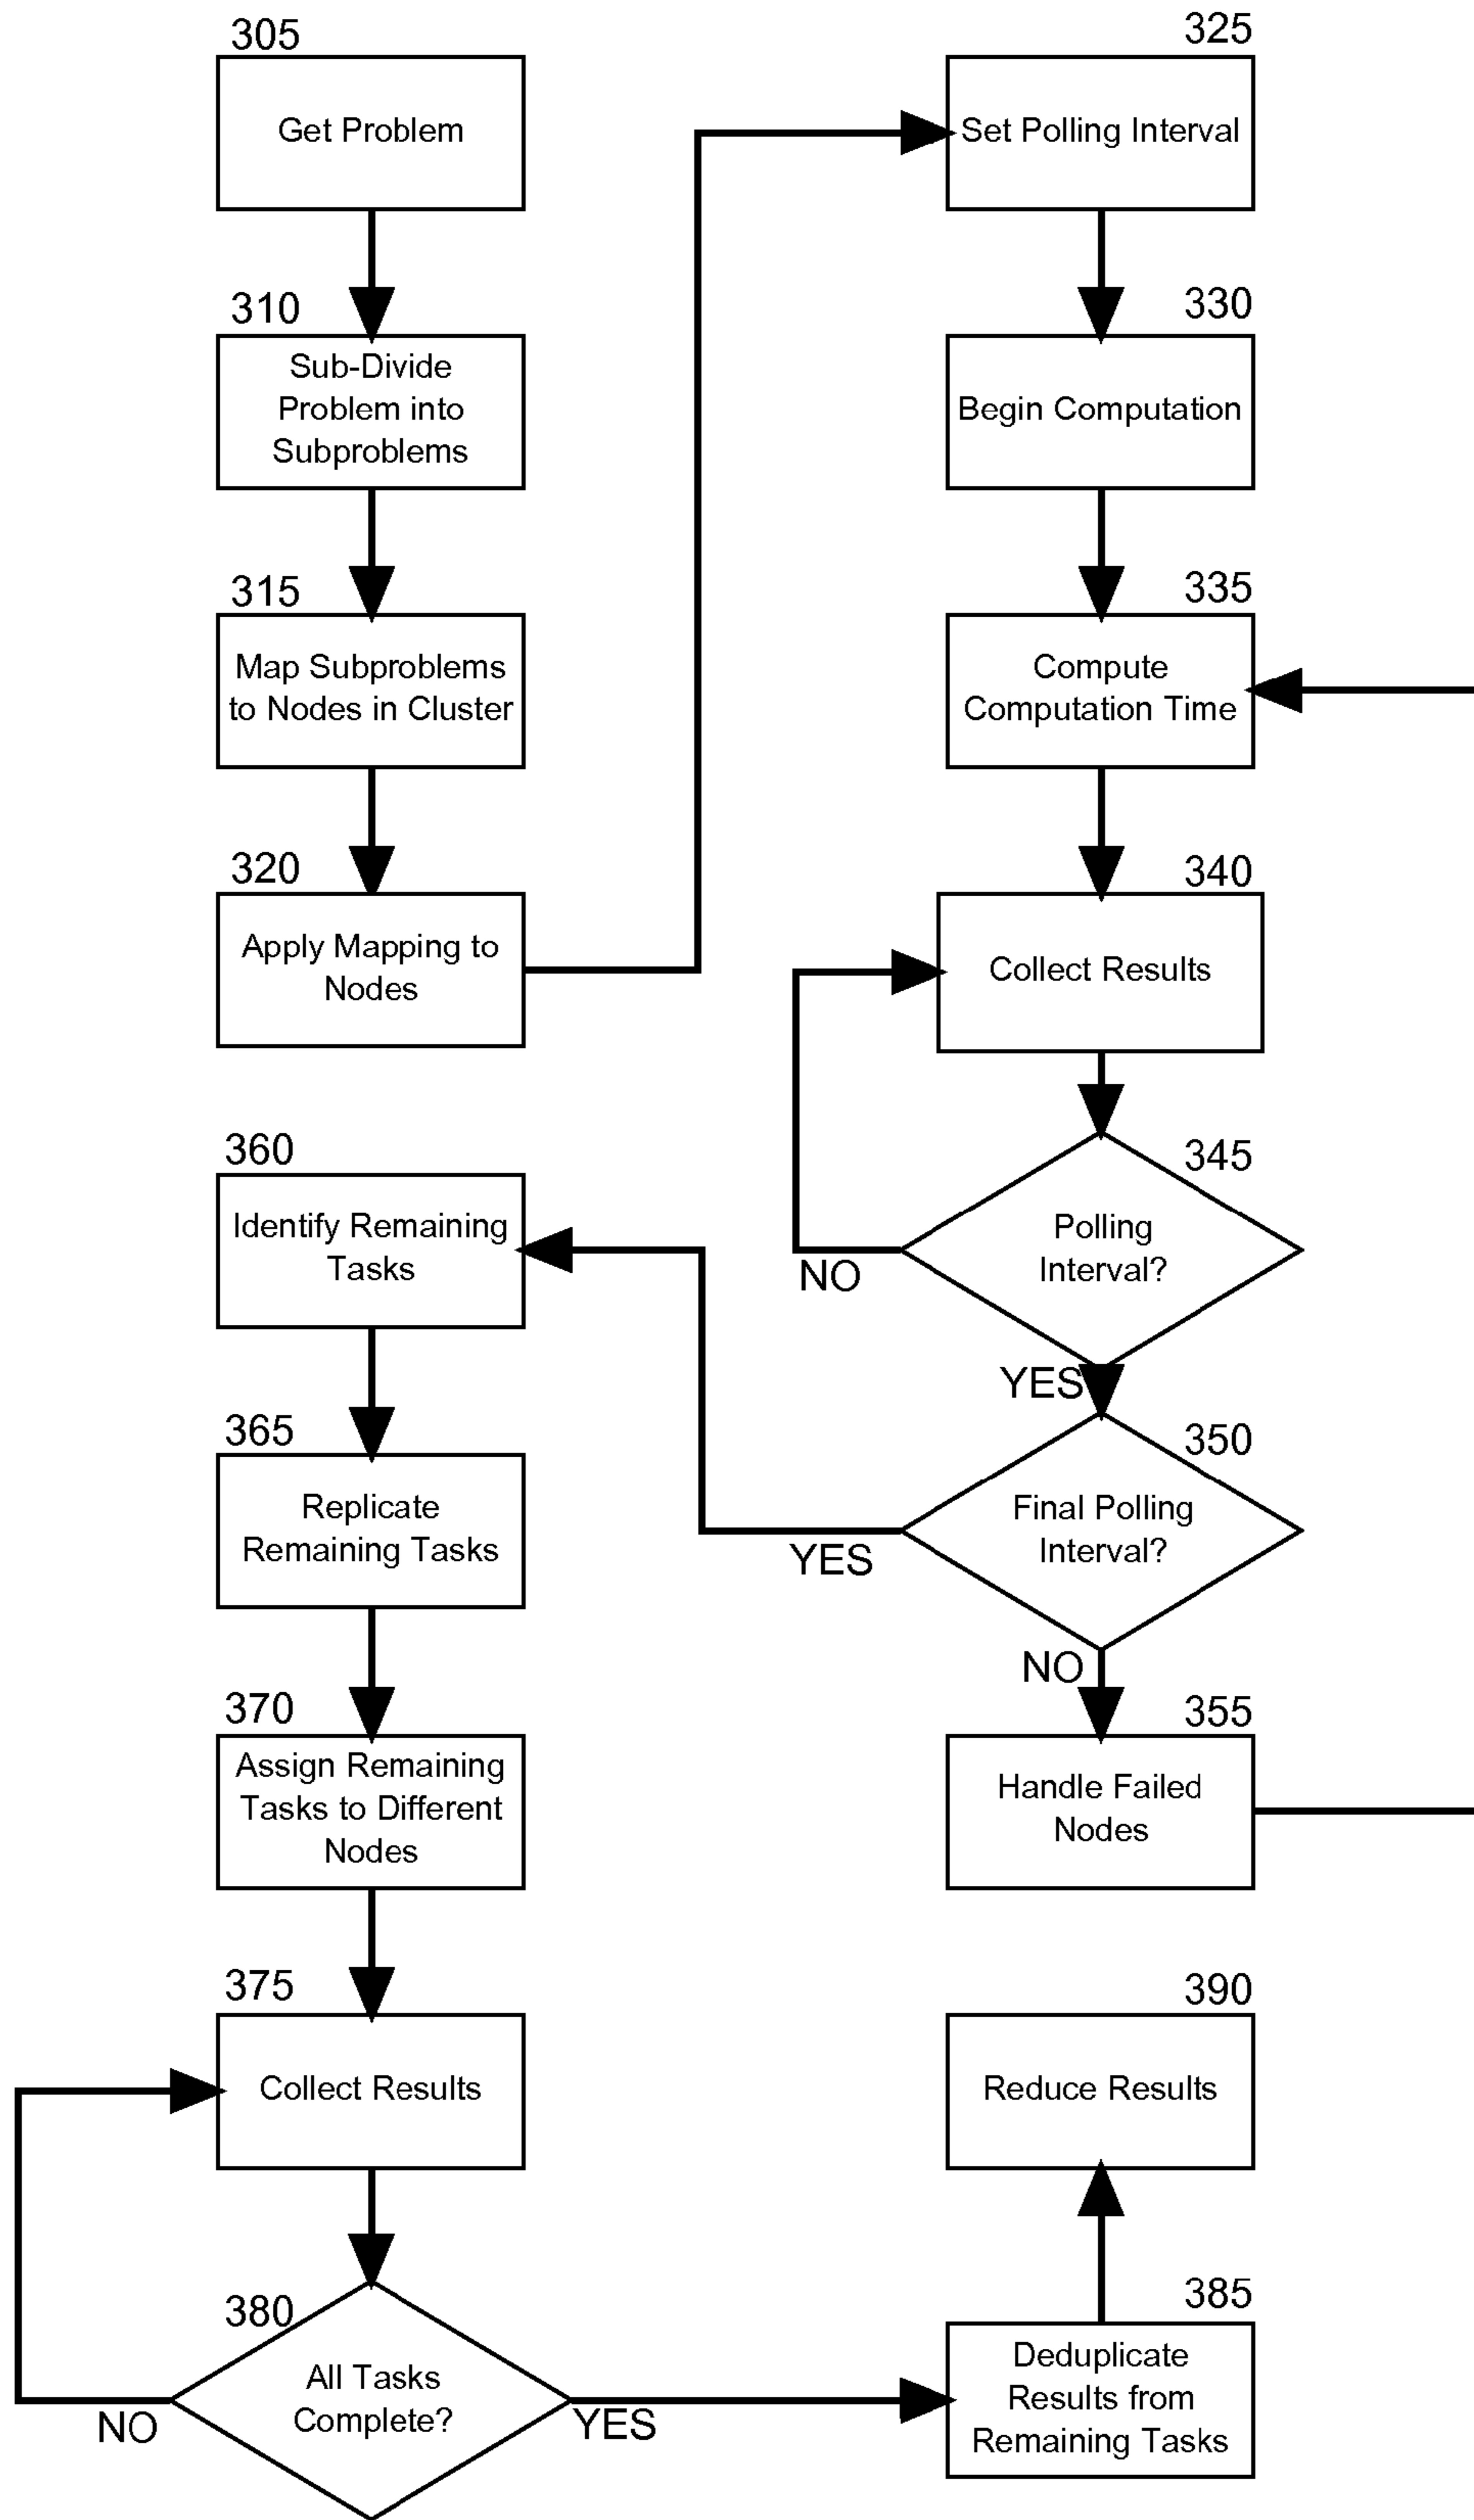 305
Get Problem
310
Sub-Divide
Problem into
Subproblems
315
Map Subproblems
to Nodes in Cluster
320
Apply Mapping to
Nodes
325
Set Polling Interval
330
Begin Computation
335
Compute
Computation Time
340
Collect Results
345
Polling
Interval?
NO
YES
350
Final Polling
Interval?
YES
NO
355
Handle Failed
Nodes
360
Identify Remaining
Tasks
365
Replicate
Remaining Tasks
370
Assign Remaining
Tasks to Different
Nodes
375
Collect Results
380
All Tasks
Complete?
NO
YES
385
Deduplicate
Results from
Remaining Tasks
390
Reduce Results